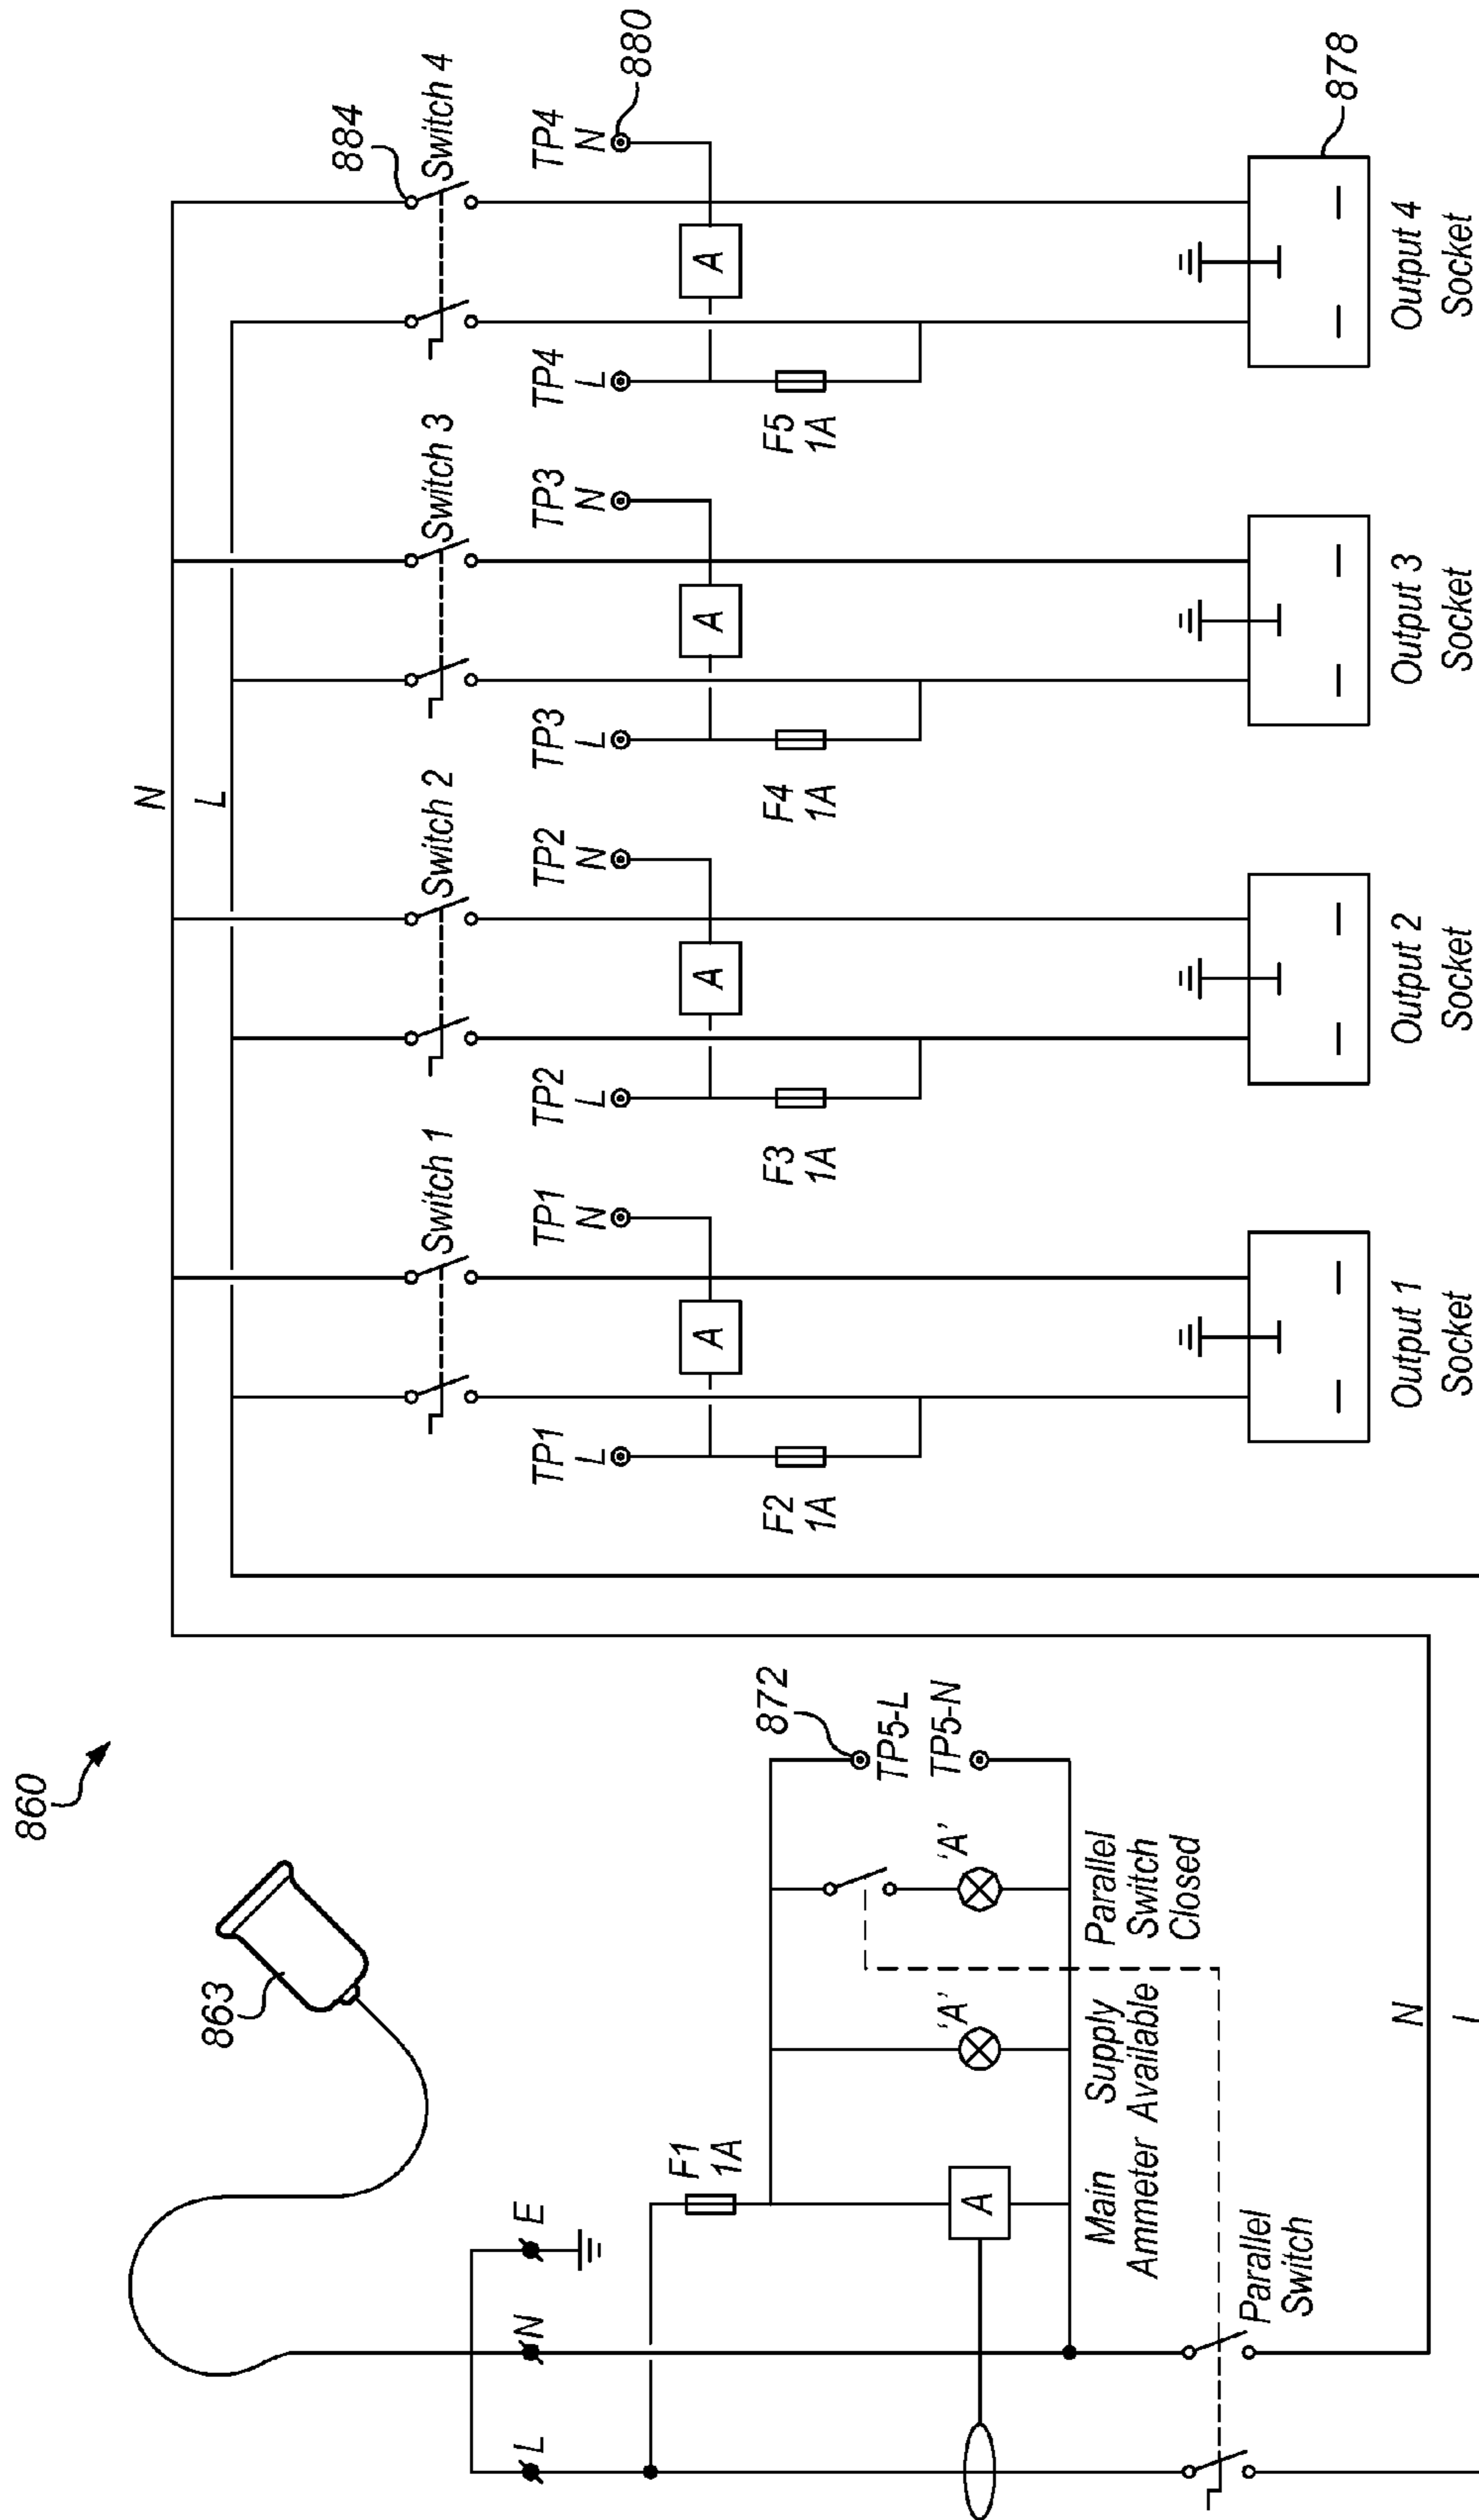 860
863
L
N
E
F1
1A
872
TP5-L
TP5-N
'A'
'A'
A
Main
Ammeter
Supply
Available
Parallel
Switch
Closed
Parallel
Switch
N
L
N
L
Switch 1
Switch 2
Switch 3
Switch 4
884
TP1
L
TP1
N
TP2
L
TP2
N
TP3
L
TP3
N
TP4
L
TP4
N
880
A
A
A
A
F2
1A
F3
1A
F4
1A
F5
1A
878
Output 1
Socket
Output 2
Socket
Output 3
Socket
Output 4
Socket